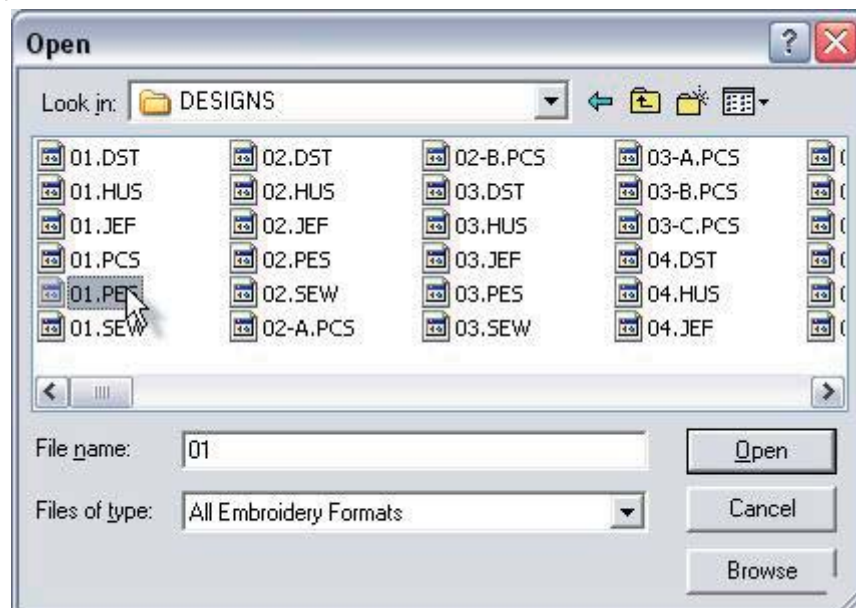 Open
Look in: DESIGNS
01.DST 02.DST 02-B.PCS 03-A.PCS
01.HUS 02.HUS 03.DST 03-B.PCS
01.JEF 02.JEF 03.HUS 03-C.PCS
01.PCS 02.PES 03.JEF 04.DST
01.PES 02.SEW 03.PES 04.HUS
01.SEW 02-A.PCS 03.SEW 04.JEF
File name: 01 Open
Files of type: All Embroidery Formats Cancel
Browse